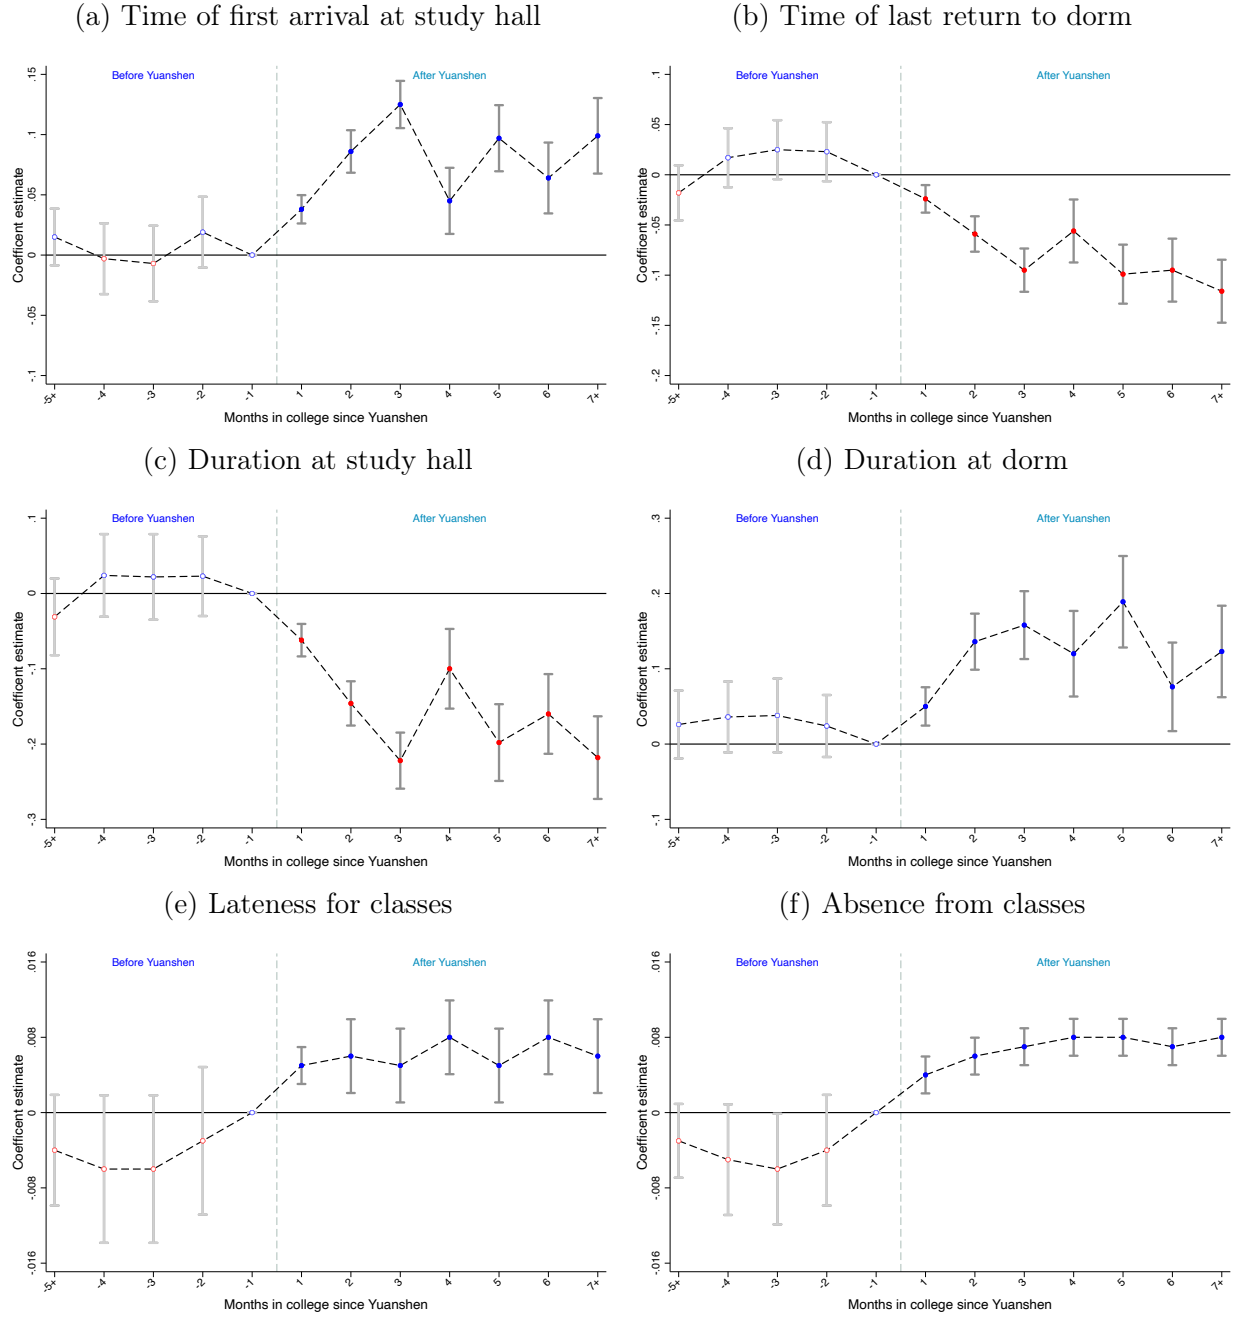 (a) Time of first arrival at study hall
Before Yuanshen
After Yuanshen
Coefficent estimate
.15
.1
.05
0
-.05
-.1
-5+ -4 -3 -2 -1 1 2 3 4 5 6 7+
Months in college since Yuanshen
(b) Time of last return to dorm
Before Yuanshen
After Yuanshen
Coefficent estimate
.1
.05
0
-.05
-.1
-.15
-.2
-5+ -4 -3 -2 -1 1 2 3 4 5 6 7+
Months in college since Yuanshen
(c) Duration at study hall
Before Yuanshen
After Yuanshen
Coefficent estimate
.1
0
-.1
-.2
-.3
-5+ -4 -3 -2 -1 1 2 3 4 5 6 7+
Months in college since Yuanshen
(d) Duration at dorm
Before Yuanshen
After Yuanshen
Coefficent estimate
.3
.2
.1
0
-.1
-5+ -4 -3 -2 -1 1 2 3 4 5 6 7+
Months in college since Yuanshen
(e) Lateness for classes
Before Yuanshen
After Yuanshen
Coefficent estimate
.016
.008
0
-.008
-.016
-5+ -4 -3 -2 -1 1 2 3 4 5 6 7+
Months in college since Yuanshen
(f) Absence from classes
Before Yuanshen
After Yuanshen
Coefficent estimate
.016
.008
0
-.008
-.016
-5+ -4 -3 -2 -1 1 2 3 4 5 6 7+
Months in college since Yuanshen